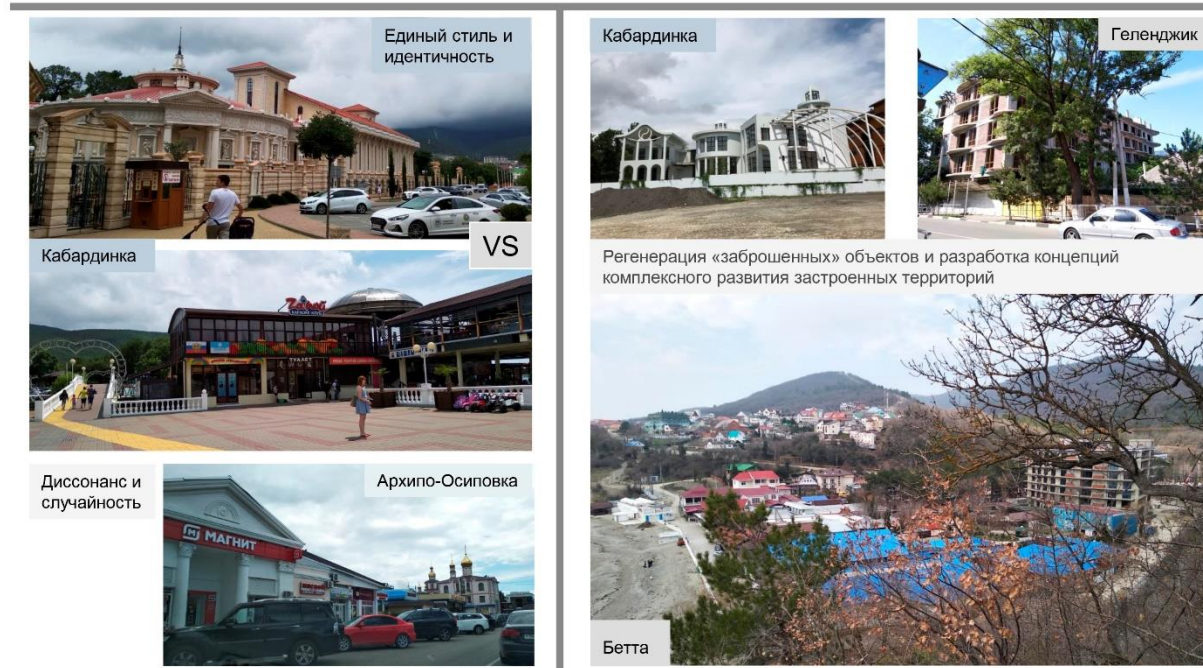 Единый стиль и
идентичность
VS
Кабардинка
ТУАЛЕТ
Диссонанс и
случайность
Архипо-Осиповка
М МАГНИТ
Кабардинка
Геленджик
Регенерация «заброшенных» объектов и разработка концепций
комплексного развития застроенных территорий
Бетта